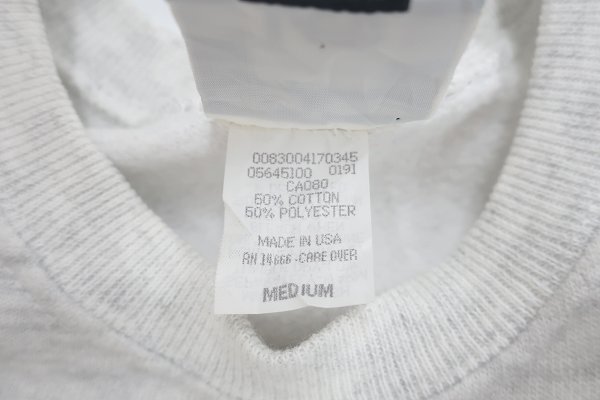 0083004170345
05645100 0191
CA080
50% COTTON
50% POLYESTER
MADE IN USA
RN 14666-CARE OVER
MEDIUM